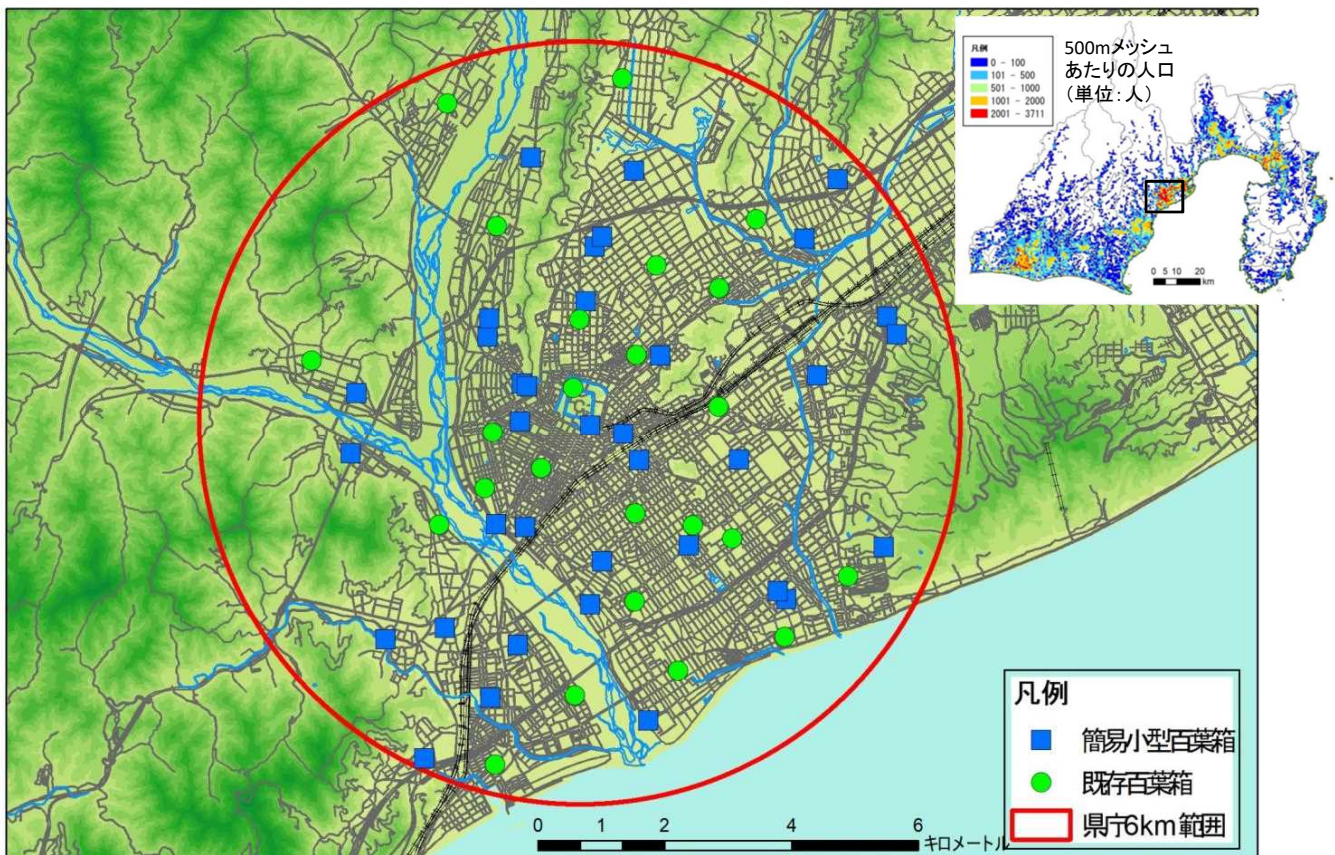 凡例
0 - 100
101 - 500
501 - 1000
1001 - 2000
2001 - 3711
500mメッシュ
あたりの人口
（単位：人）
0 5 10 20
km
凡例
簡易小型百葉箱
既存百葉箱
県庁6km範囲
0 1 2 4 6
キロメートル